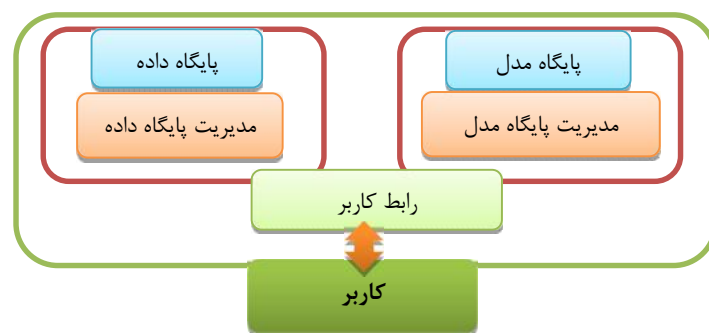 پایگاه مدل
پایگاه داده
مدیریت پایگاه مدل
مدیریت پایگاه داده
رابط کاربر
کاربر